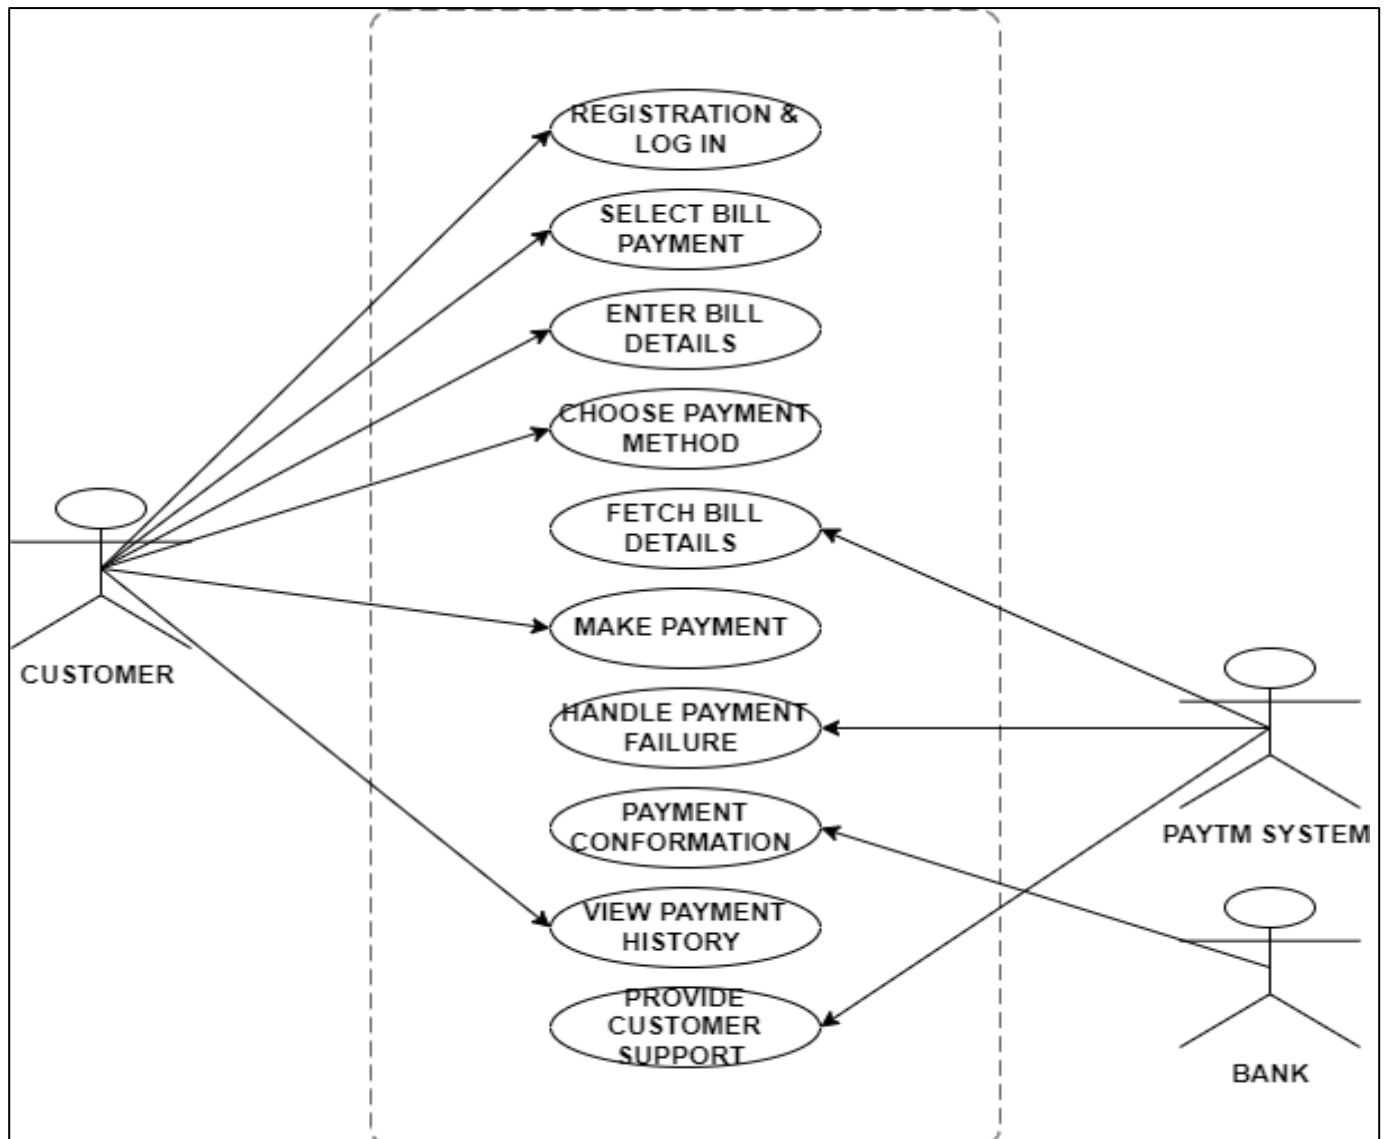 REGISTRATION &
LOG IN
SELECT BILL
PAYMENT
ENTER BILL
DETAILS
CHOOSE PAYMENT
METHOD
FETCH BILL
DETAILS
MAKE PAYMENT
CUSTOMER
HANDLE PAYMENT
FAILURE
PAYMENT
CONFORMATION
PAYTM SYSTEM
VIEW PAYMENT
HISTORY
PROVIDE
CUSTOMER
SUPPORT
BANK